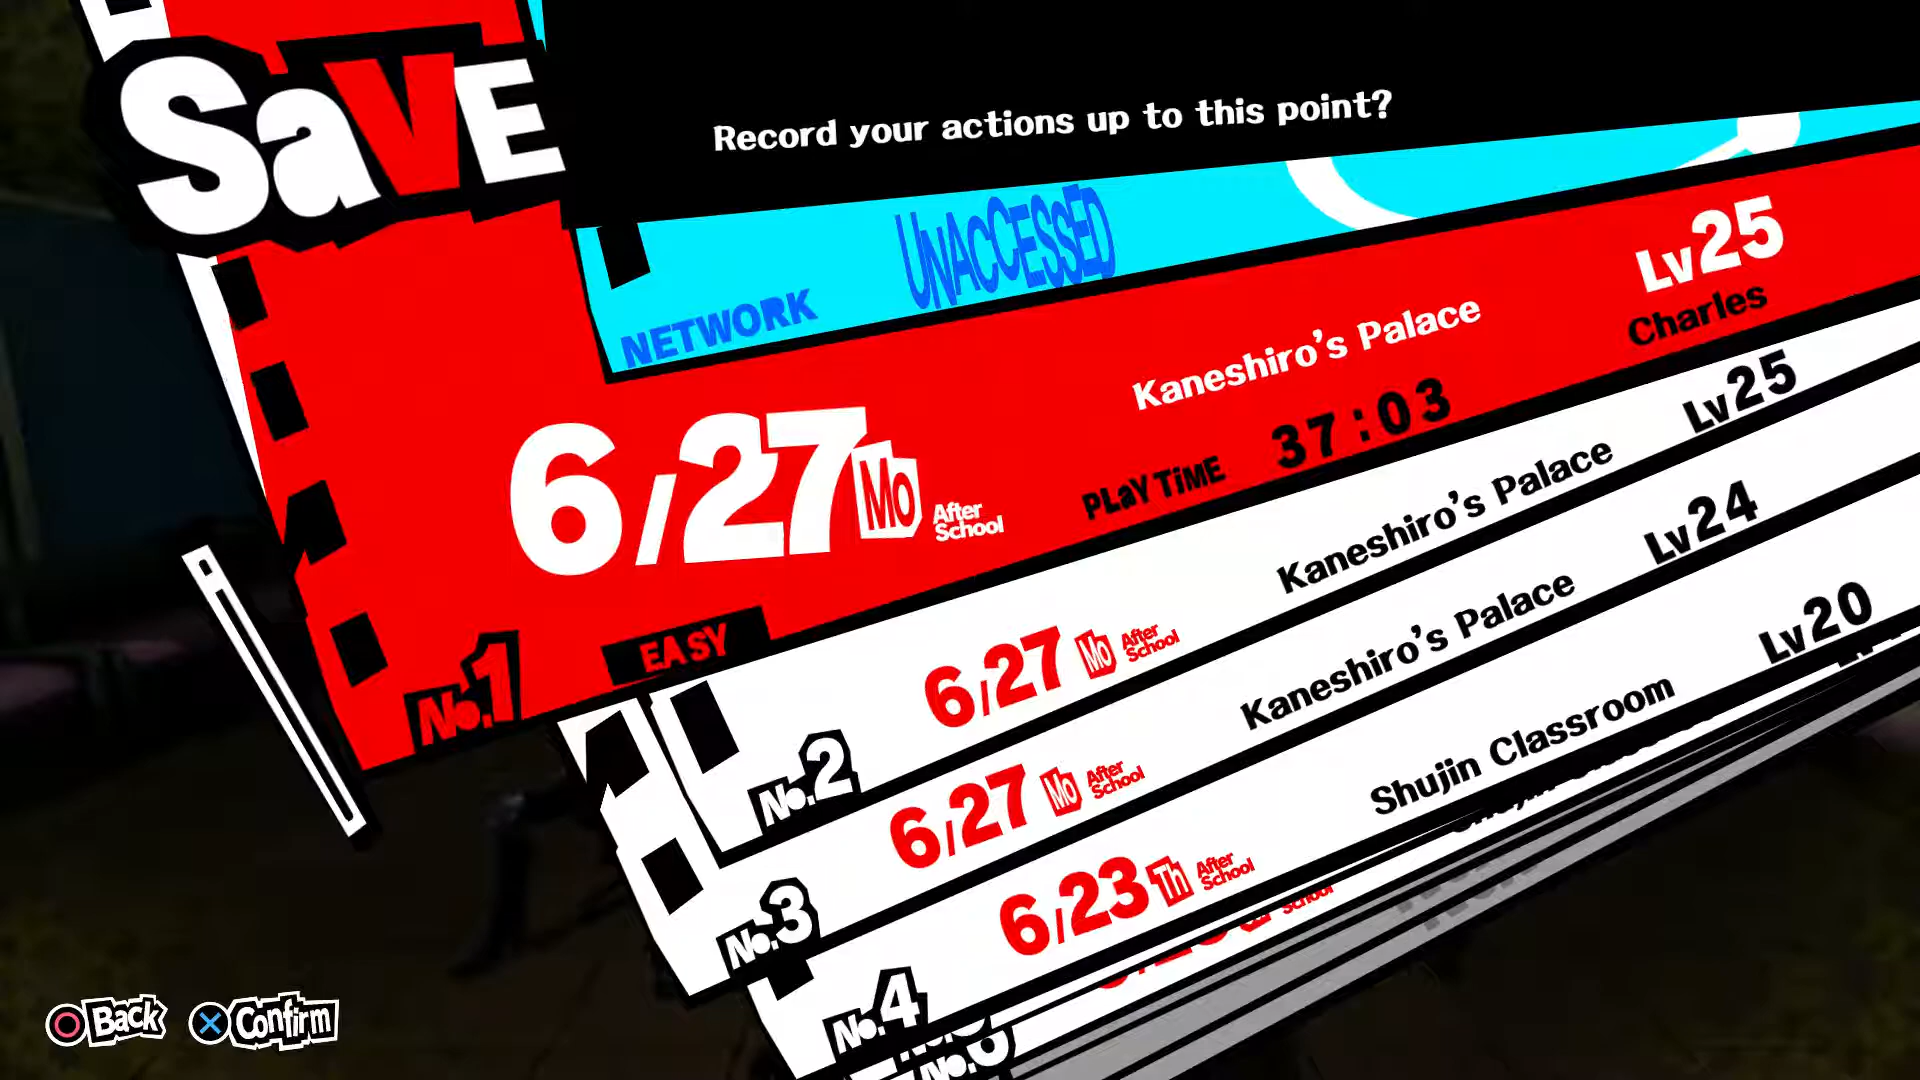 SaVE
Record your actions up to this point?
NETWORK
UNACCESSED
Lv25
Charles
Kaneshiro's Palace
PLaY TiME 37:03
6/27 Mo After School
No.1
EASY
Lv25
Kaneshiro's Palace
6/27 Mo After School
No.2
Lv24
Kaneshiro's Palace
6/27 Mo After School
No.3
Lv20
Shujin Classroom
6/23 Th After School
No.4
School
Back
Confirm